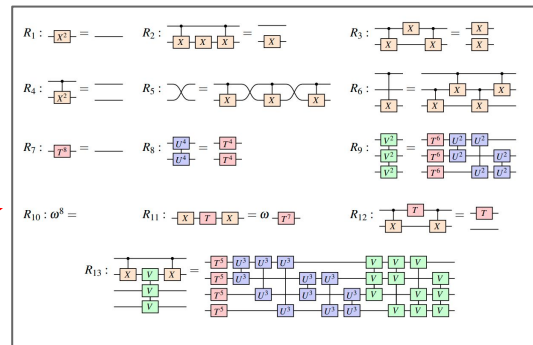 R₁ : X² = R₂ : X X X = X R₃ : X X X = X X
R₄ : X² = R₅ : = X X X R₆ : X = X X X X
R₇ : T⁸ = R₈ : U⁴ U⁴ = T⁴ T⁴ R₉ : V² V² V² = T⁶ T⁶ T⁶ U² U² U² U² U² U²
R₁₀ : ω⁸ = R₁₁ : X T X = ω T⁷ R₁₂ : X T X = T
R₁₃ : X V X = T⁵ U³ U³ U³ V V V
V T⁵ U³ U³ U³ V V V
V T⁵ U³ U³ U³ V V V
T⁵ U³ U³ U³ V V V